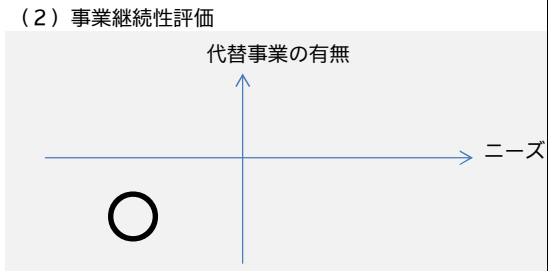 （２）事業継続性評価
代替事業の有無
ニーズ